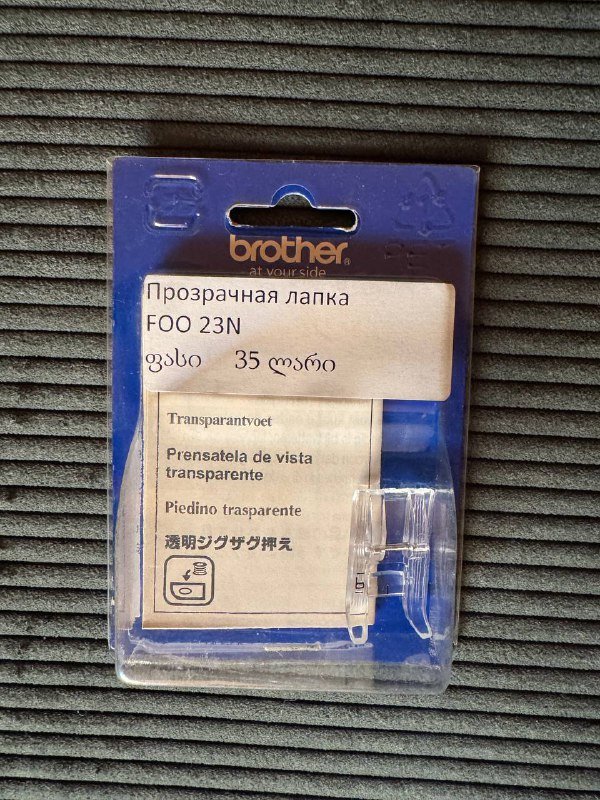 brother®
at your side
Прозрачная лапка
FOO 23N
ფასი 35 ლარი
Transparantvoet
Prensatela de vista
transparente
Piedino trasparente
透明ジグザグ押え